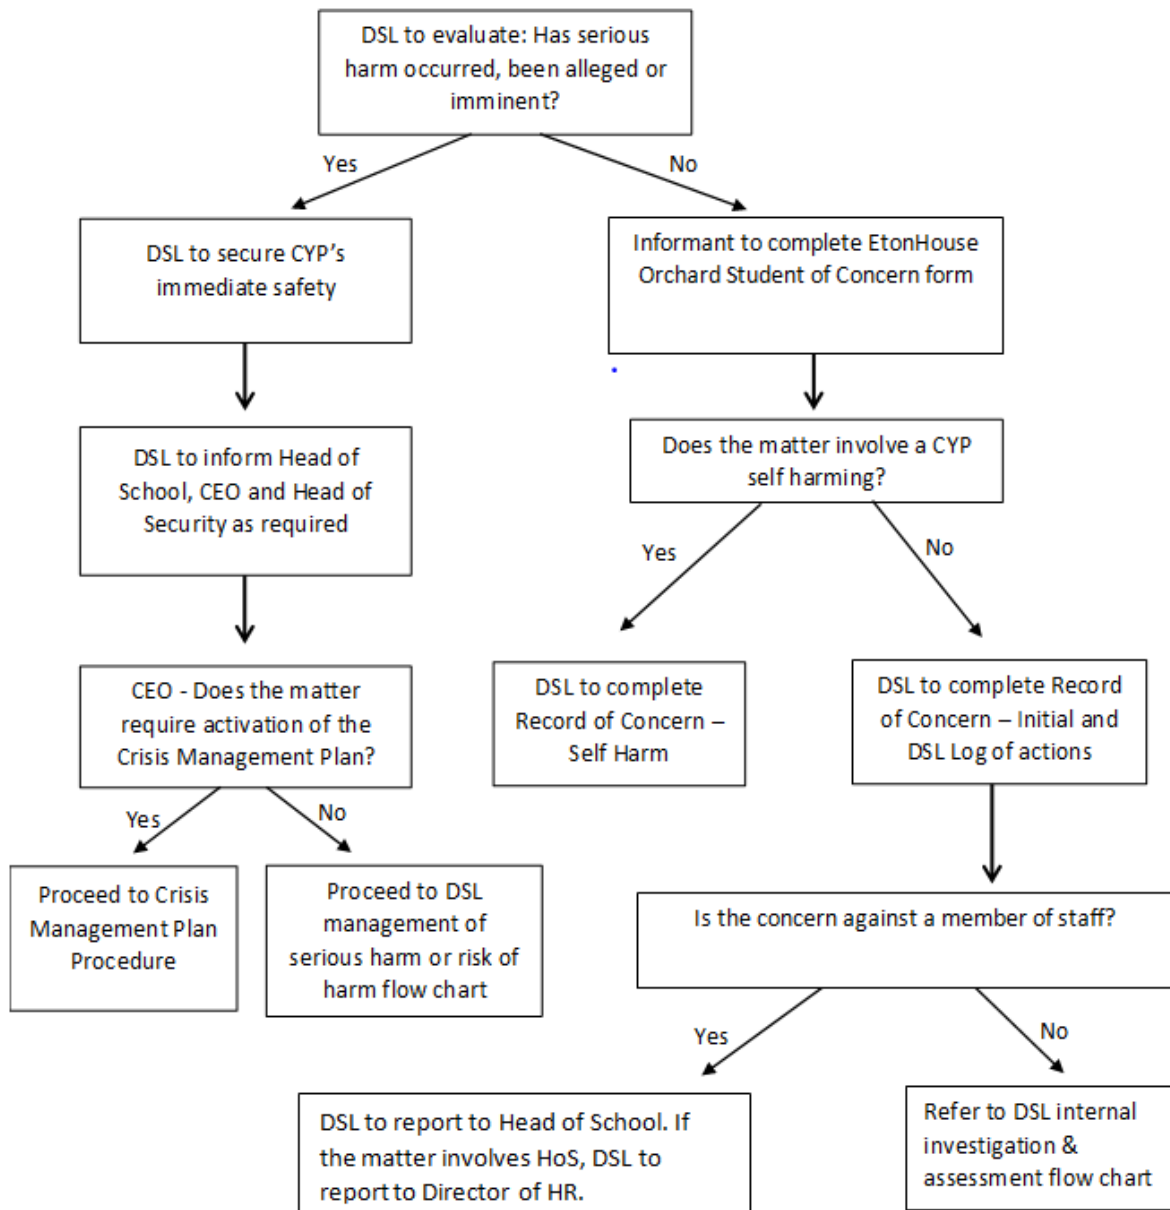 DSL to evaluate: Has serious
harm occurred, been alleged or
imminent?
Yes
No
DSL to secure CYP's
immediate safety
Informant to complete EtonHouse
Orchard Student of Concern form
DSL to inform Head of
School, CEO and Head of
Security as required
Does the matter involve a CYP
self harming?
Yes
No
CEO - Does the matter
require activation of the
Crisis Management Plan?
DSL to complete
Record of Concern –
Self Harm
DSL to complete Record
of Concern – Initial and
DSL Log of actions
Yes
No
Proceed to Crisis
Management Plan
Procedure
Proceed to DSL
management of
serious harm or risk of
harm flow chart
Is the concern against a member of staff?
Yes
No
DSL to report to Head of School. If
the matter involves HoS, DSL to
report to Director of HR.
Refer to DSL internal
investigation &
assessment flow chart